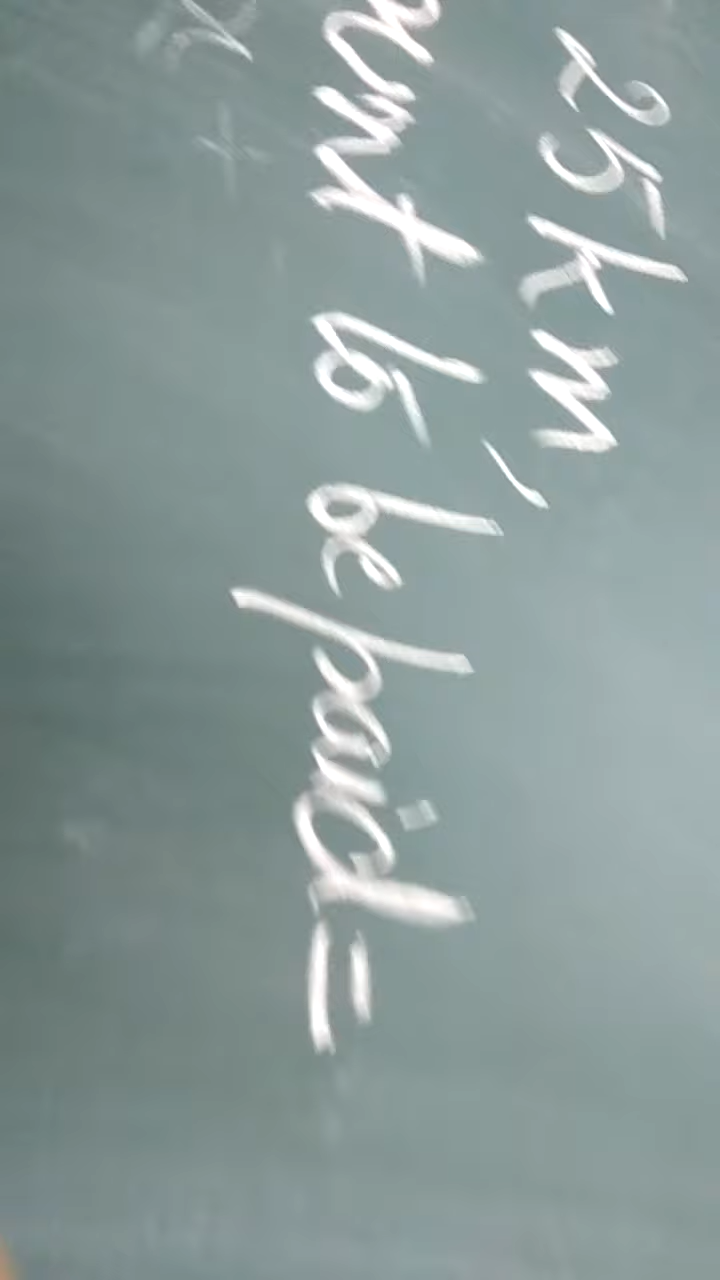 25km,
unt to be paid =
x +